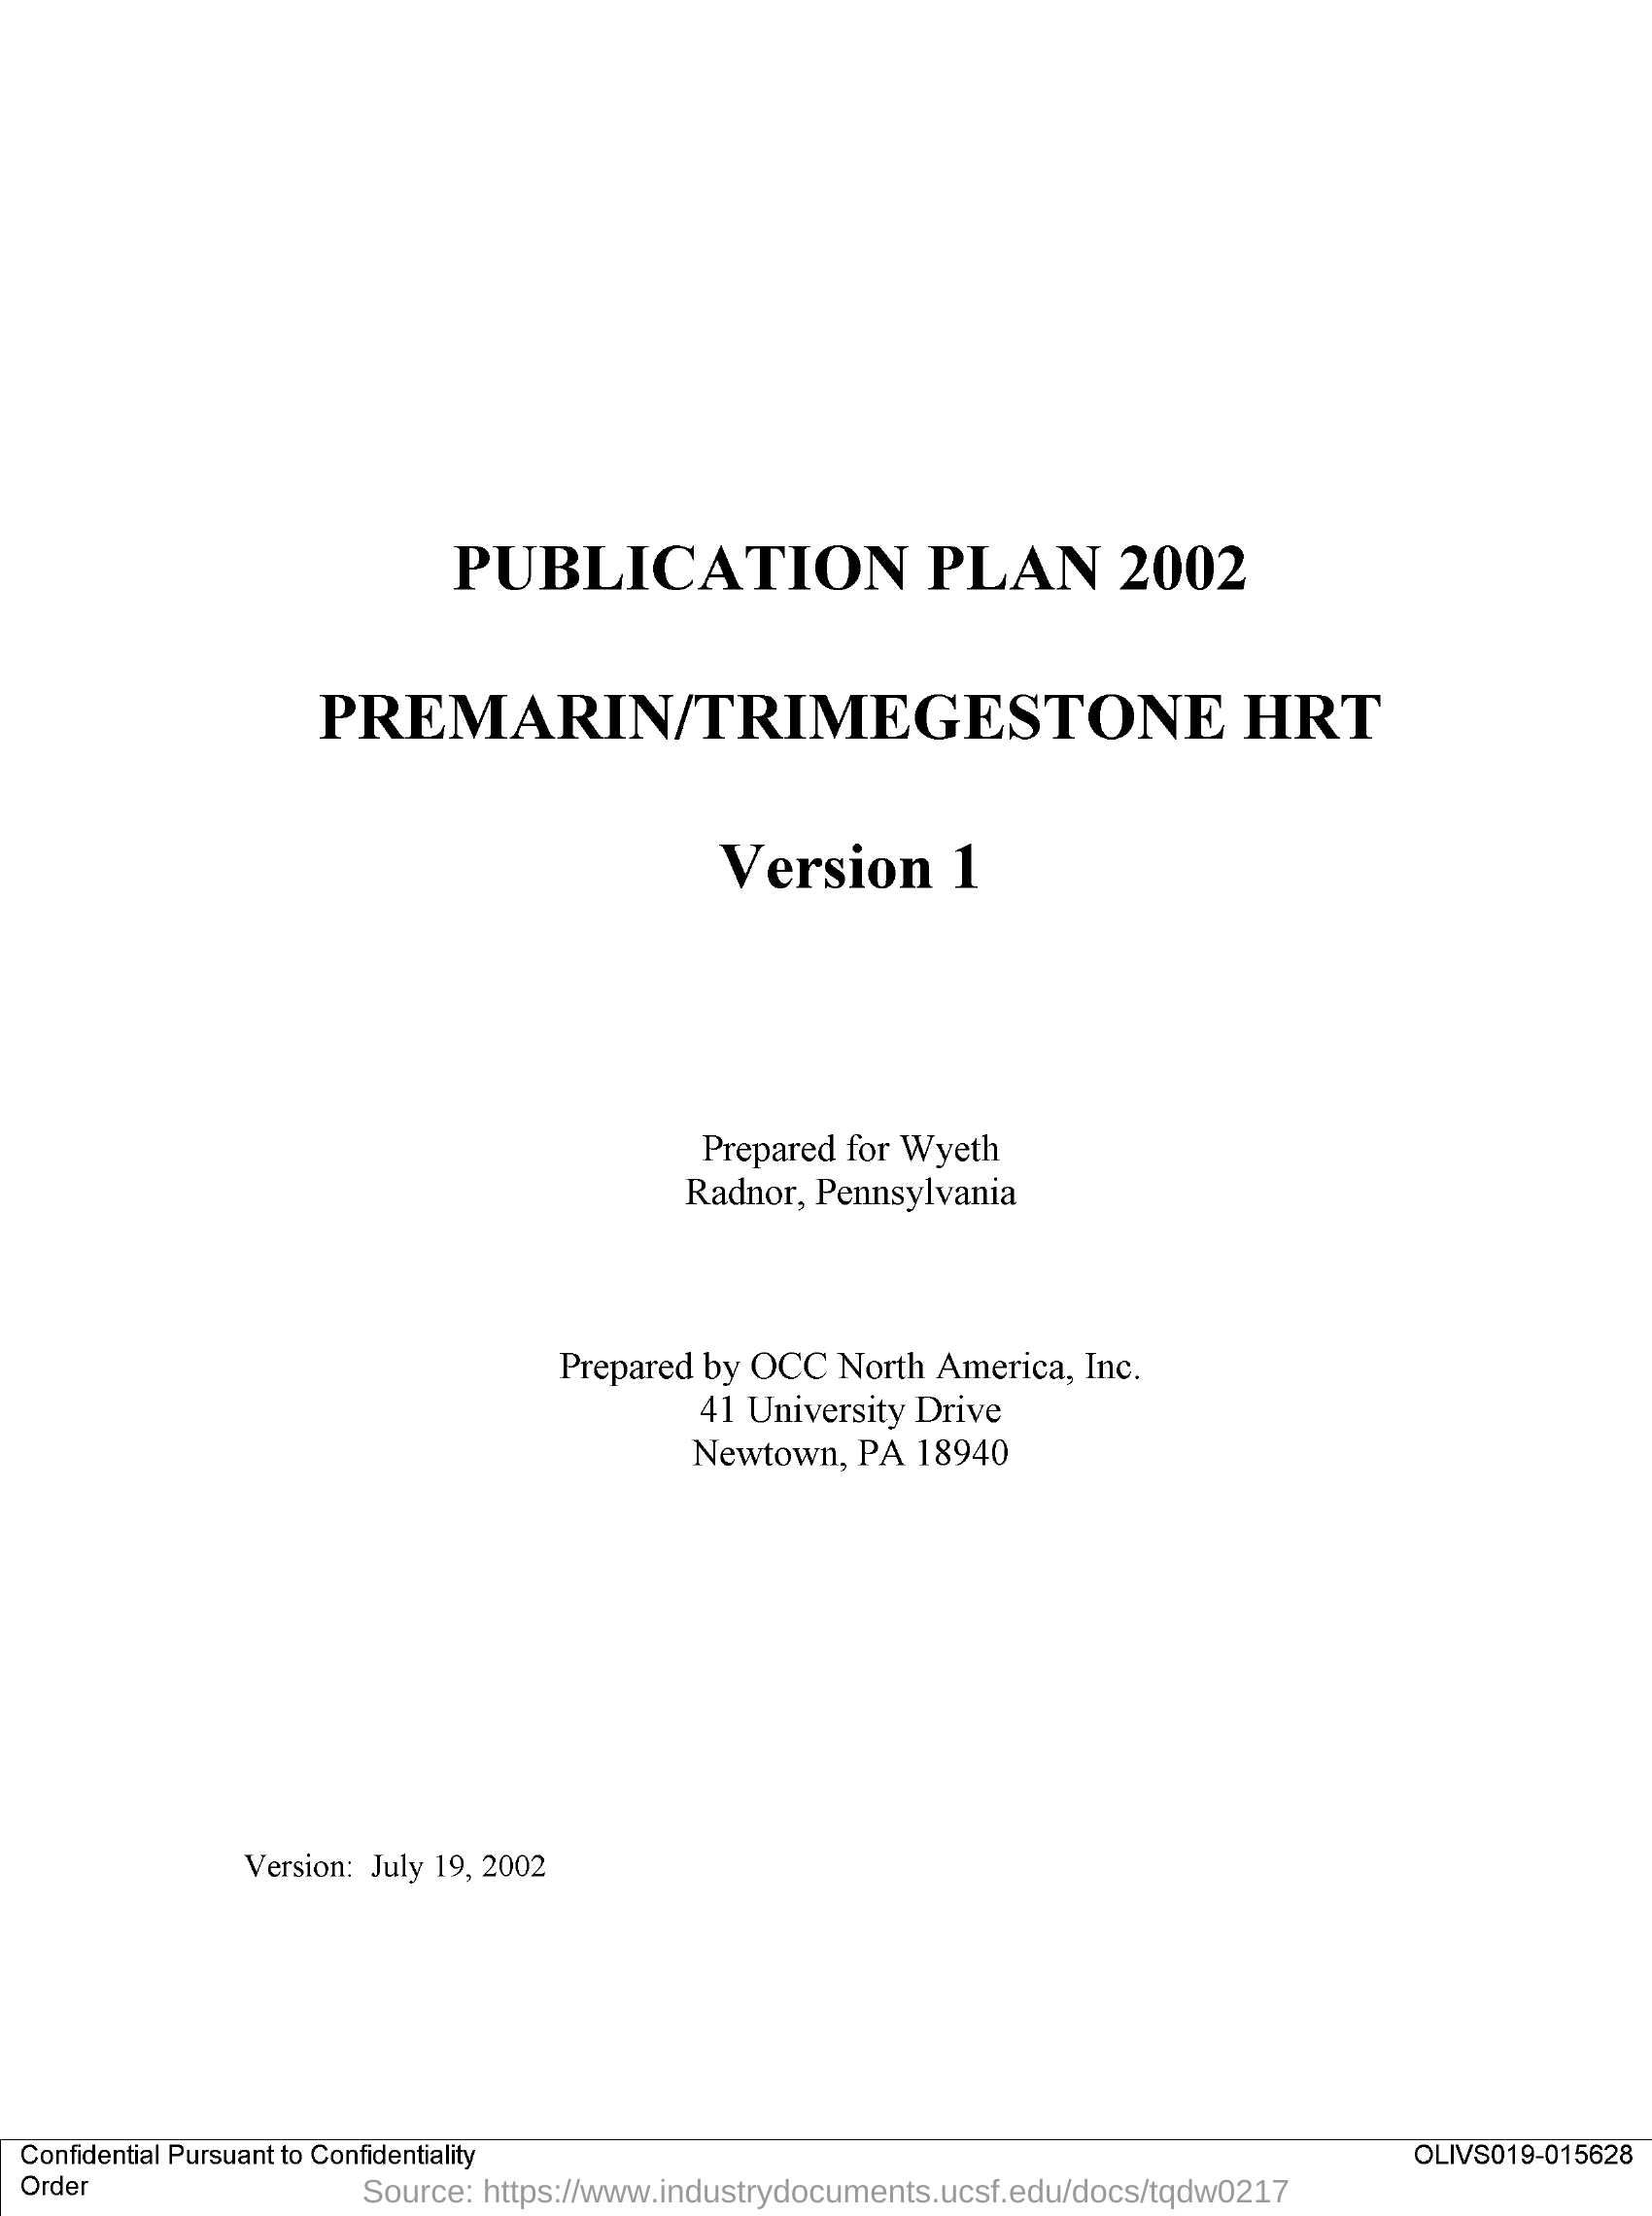 PUBLICATION PLAN 2002
PREMARIN/TRIMEGESTONE HRT
Version 1
Prepared for Wyeth
Radnor, Pennsylvania
Prepared by OCC North America, Inc.
41 University Drive
Newtown, PA 18940
Version: July 19, 2002
Confidential Pursuant to Confidentiality
Order
OLIVS019-015628
Source: https://www.industrydocuments.ucsf.edu/docs/tqdw0217